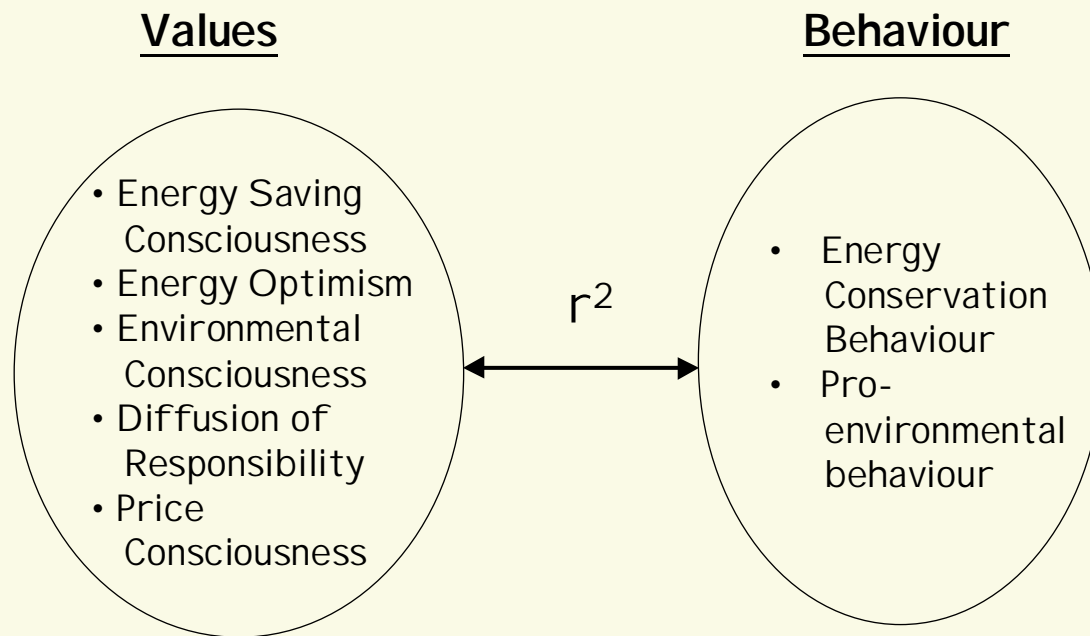 Values
• Energy Saving
Consciousness
• Energy Optimism
• Environmental
Consciousness
• Diffusion of
Responsibility
• Price
Consciousness
r²
Behaviour
• Energy
Conservation
Behaviour
• Pro-
environmental
behaviour